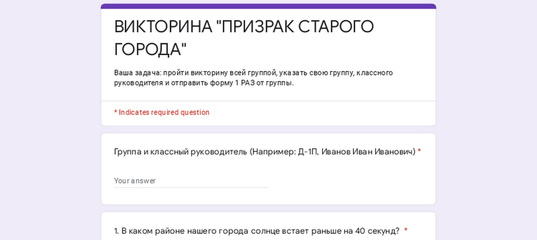 ВИКТОРИНА "ПРИЗРАК СТАРОГО
ГОРОДА"
Ваша задача: пройти викторину всей группой, указать свою группу, классного
руководителя и отправить форму 1 РАЗ от группы.
* Indicates required question
Группа и классный руководитель (Например: Д-1П, Иванов Иван Иванович) *
Your answer
1. В каком районе нашего города солнце встает раньше на 40 секунд? *